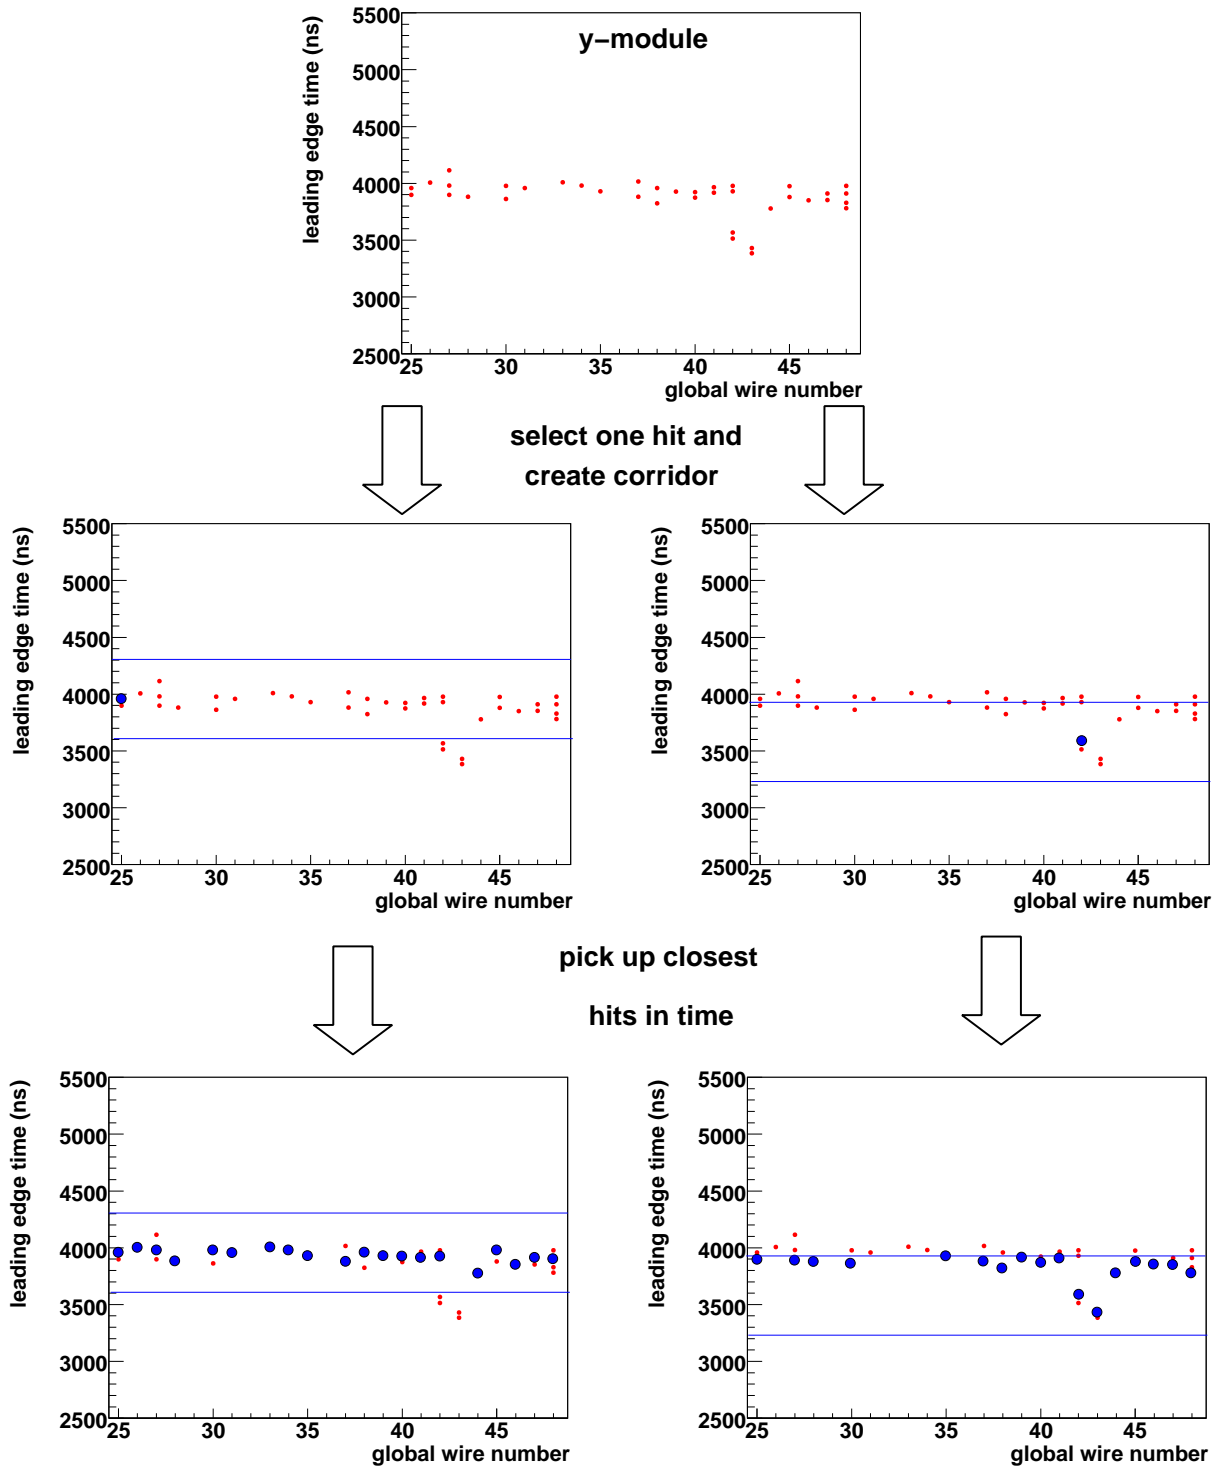 y−module
leading edge time (ns)
5500
5000
4500
4000
3500
3000
2500
25 30 35 40 45
global wire number
select one hit and
create corridor
leading edge time (ns)
5500
5000
4500
4000
3500
3000
2500
25 30 35 40 45
global wire number
leading edge time (ns)
5500
5000
4500
4000
3500
3000
2500
25 30 35 40 45
global wire number
pick up closest
hits in time
leading edge time (ns)
5500
5000
4500
4000
3500
3000
2500
25 30 35 40 45
global wire number
leading edge time (ns)
5500
5000
4500
4000
3500
3000
2500
25 30 35 40 45
global wire number